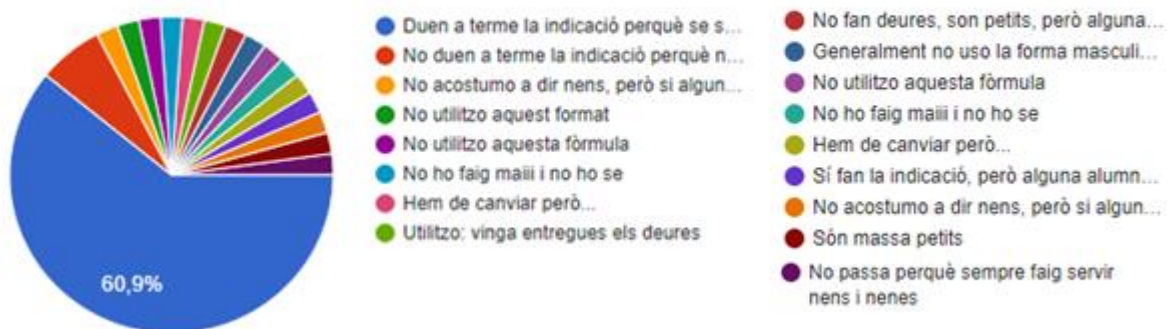 60,9%
Duen a terme la indicació perquè se s...
No duen a terme la indicació perquè n...
No acostumo a dir nens, però si algun...
No utilitzo aquest format
No utilitzo aquesta fòrmula
No ho faig maiii i no ho se
Hem de canviar però...
Utilitzo: vinga entregues els deures
No fan deures, son petits, però alguna...
Generalment no uso la forma masculi...
No utilitzo aquesta fòrmula
No ho faig maiii i no ho se
Hem de canviar però...
Sí fan la indicació, però alguna alumn...
No acostumo a dir nens, però si algun...
Són massa petits
No passa perquè sempre faig servir
nens i nenes